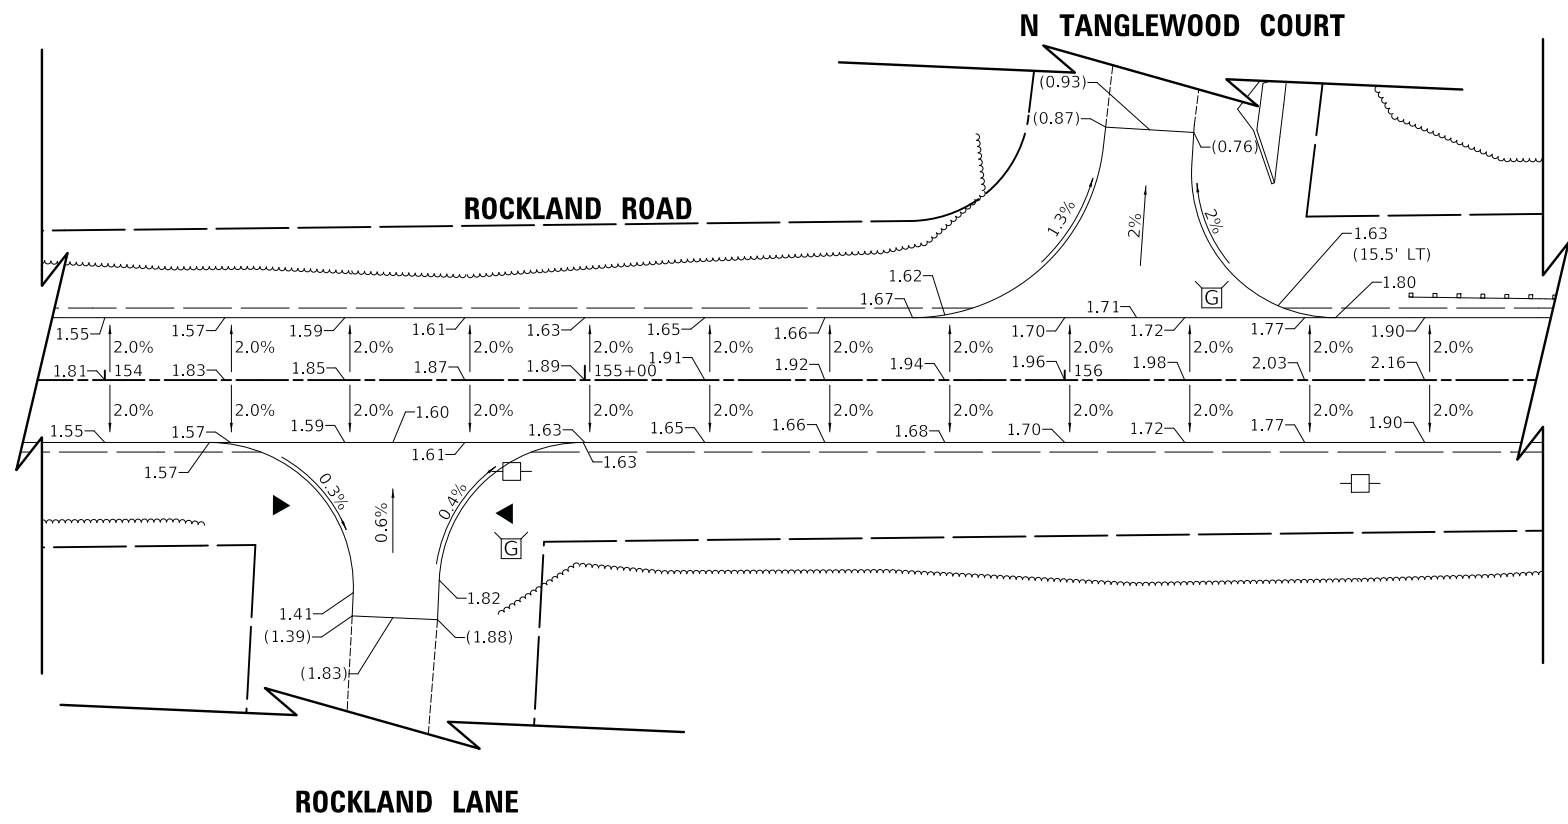 N TANGLEWOOD COURT
(0.93)
(0.87)
(0.76)
ROCKLAND ROAD
1.3%
2%
2%
1.63
(15.5' LT)
1.62
1.67
G
1.80
1.71
1.55 1.57 1.59 1.61 1.63 1.65 1.66 1.70 1.72 1.77 1.90
2.0% 2.0% 2.0% 2.0% 2.0% 2.0% 2.0% 2.0% 2.0% 2.0% 2.0% 2.0%
1.81 154 1.83 1.85 1.87 1.89 155+00 1.91 1.92 1.94 1.96 156 1.98 2.03 2.16
2.0% 2.0% 2.0% 2.0% 2.0% 2.0% 2.0% 2.0% 2.0% 2.0% 2.0% 2.0%
1.55 1.57 1.59 1.60 1.63 1.65 1.66 1.68 1.70 1.72 1.77 1.90
1.61
1.57
1.63
0.3%
0.6%
0.4%
G
1.41
1.82
(1.39)
(1.88)
(1.83)
ROCKLAND LANE